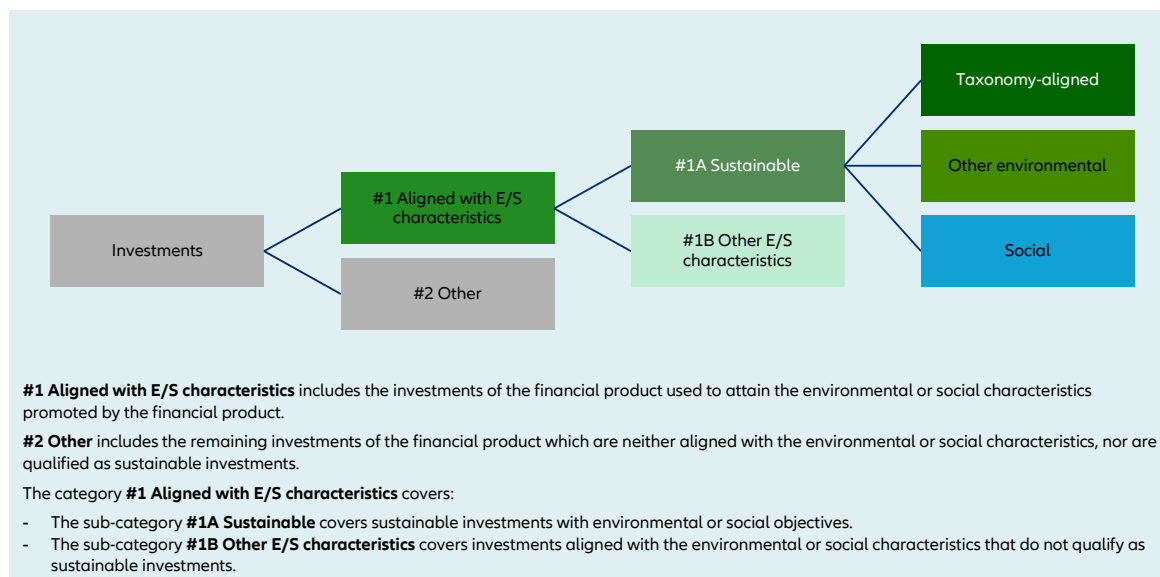 Taxonomy-aligned
#1A Sustainable
Other environmental
#1 Aligned with E/S
characteristics
Investments
#1B Other E/S
characteristics
Social
#2 Other
#1 Aligned with E/S characteristics includes the investments of the financial product used to attain the environmental or social characteristics
promoted by the financial product.
#2 Other includes the remaining investments of the financial product which are neither aligned with the environmental or social characteristics, nor are
qualified as sustainable investments.
The category #1 Aligned with E/S characteristics covers:
- The sub-category #1A Sustainable covers sustainable investments with environmental or social objectives.
- The sub-category #1B Other E/S characteristics covers investments aligned with the environmental or social characteristics that do not qualify as
sustainable investments.